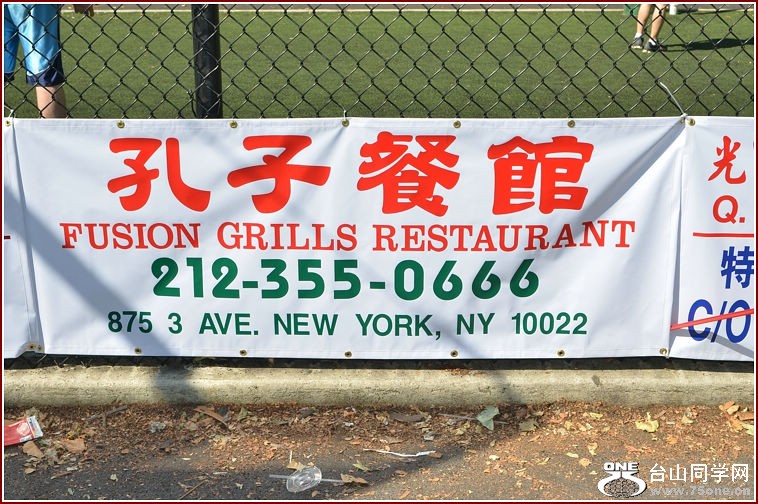 孔子餐館
FUSION GRILLS RESTAURANT
212-355-0666
875 3 AVE. NEW YORK, NY 10022
光
Q.
特
C/O
ONE
台山同学网
www.75one.cn